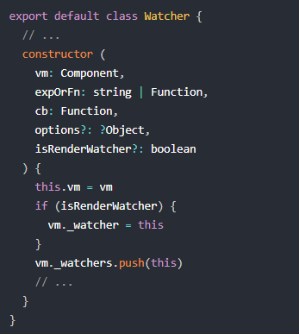 export default class Watcher {
  // ...
  constructor (
    vm: Component,
    expOrFn: string | Function,
    cb: Function,
    options?: ?Object,
    isRenderWatcher?: boolean
  ) {
    this.vm = vm
    if (isRenderWatcher) {
      vm._watcher = this
    }
    vm._watchers.push(this)
    // ...
  }
}